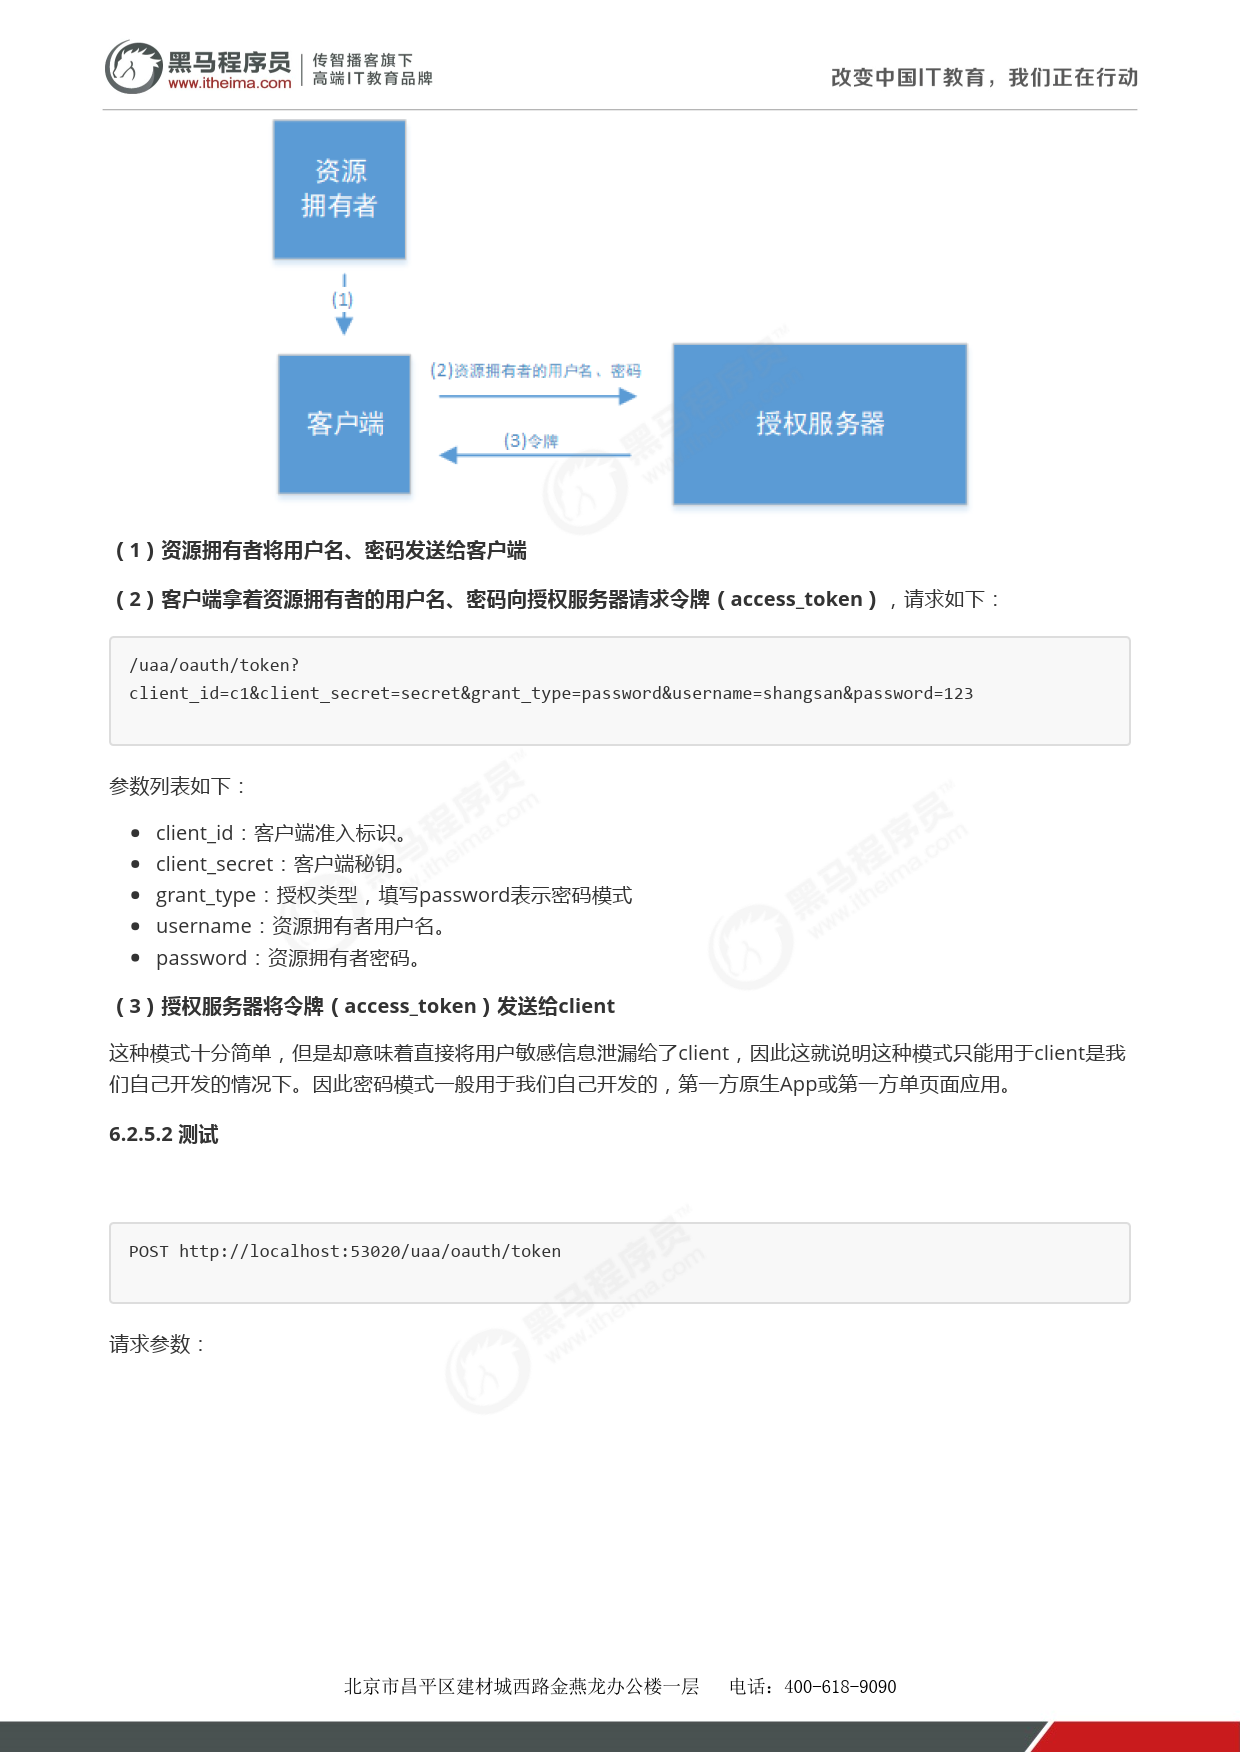 黑马程序员
www.itheima.com
传智播客旗下
高端IT教育品牌
改变中国IT教育，我们正在行动
资源
拥有者
(1)
客户端
(2)资源拥有者的用户名、密码
(3)令牌
授权服务器
（1）资源拥有者将用户名、密码发送给客户端
（2）客户端拿着资源拥有者的用户名、密码向授权服务器请求令牌（access_token），请求如下：
/uaa/oauth/token?
client_id=c1&client_secret=secret&grant_type=password&username=shangsan&password=123
参数列表如下：
client_id：客户端准入标识。
client_secret：客户端秘钥。
grant_type：授权类型，填写password表示密码模式
username：资源拥有者用户名。
password：资源拥有者密码。
（3）授权服务器将令牌（access_token）发送给client
这种模式十分简单，但是却意味着直接将用户敏感信息泄漏给了client，因此这就说明这种模式只能用于client是我
们自己开发的情况下。因此密码模式一般用于我们自己开发的，第一方原生App或第一方单页面应用。
6.2.5.2 测试
POST http://localhost:53020/uaa/oauth/token
请求参数：
北京市昌平区建材城西路金燕龙办公楼一层 电话：400-618-9090